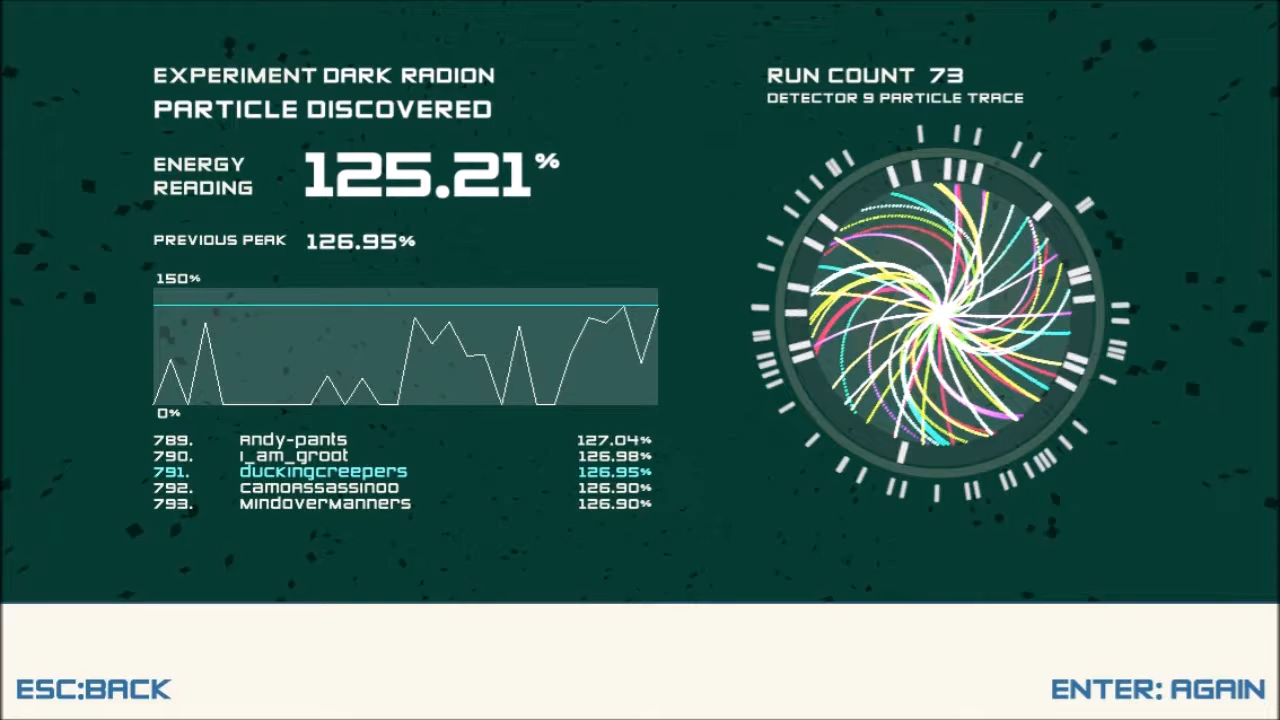 EXPERIMENT DARK RADION
PARTICLE DISCOVERED
ENERGY
READING
125.21%
PREVIOUS PEAK 126.95%
150%
0%
789. Andy-pants 127.04%
790. i_am_groot 126.98%
791. duckingcreepers 126.95%
792. camoassassinoo 126.90%
793. mindovermanners 126.90%
RUN COUNT 73
DETECTOR 9 PARTICLE TRACE
ESC:BACK
ENTER: AGAIN